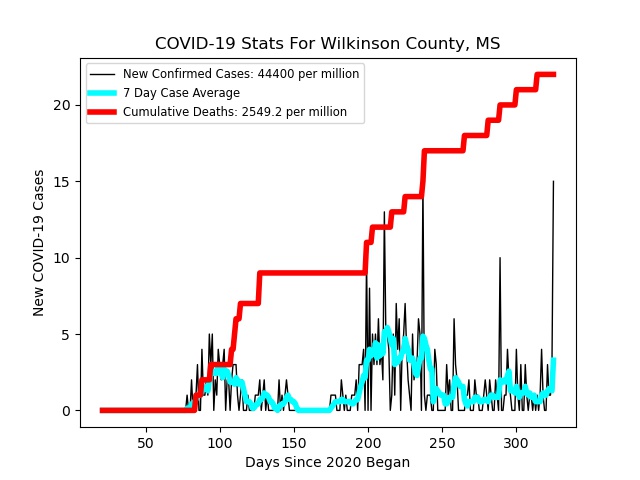 COVID-19 Stats For Wilkinson County, MS
New Confirmed Cases: 44400 per million
7 Day Case Average
Cumulative Deaths: 2549.2 per million
New COVID-19 Cases
20
15
10
5
0
50 100 150 200 250 300
Days Since 2020 Began